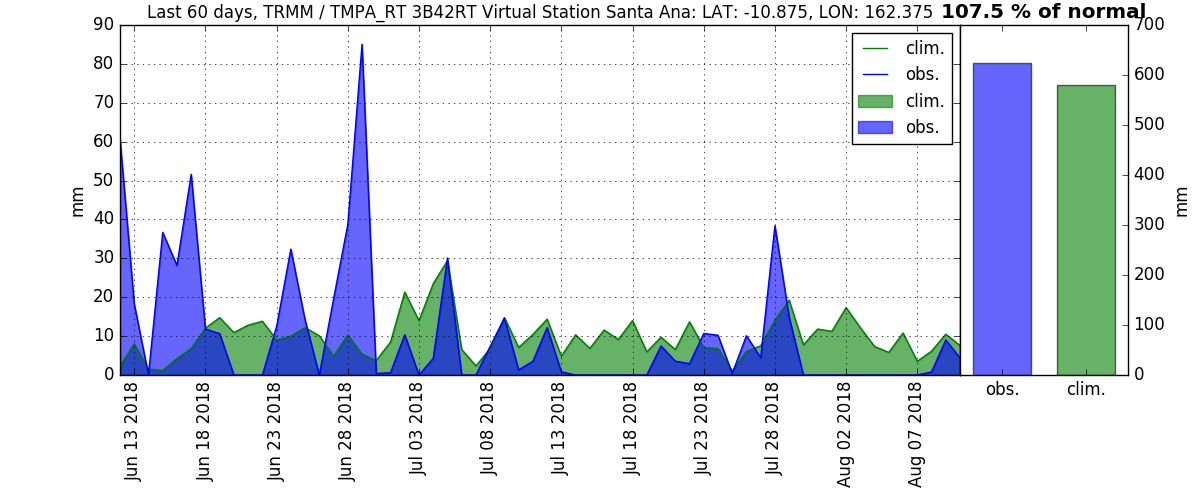 Last 60 days, TRMM / TMPA_RT 3B42RT Virtual Station Santa Ana: LAT: -10.875, LON: 162.375 107.5 % of normal
90
80
70
60
50
40
30
20
10
0
mm
clim.
obs.
clim.
obs.
Jun 13 2018
Jun 18 2018
Jun 23 2018
Jun 28 2018
Jul 03 2018
Jul 08 2018
Jul 13 2018
Jul 18 2018
Jul 23 2018
Jul 28 2018
Aug 02 2018
Aug 07 2018
700
600
500
400
300
200
100
0
mm
obs.
clim.